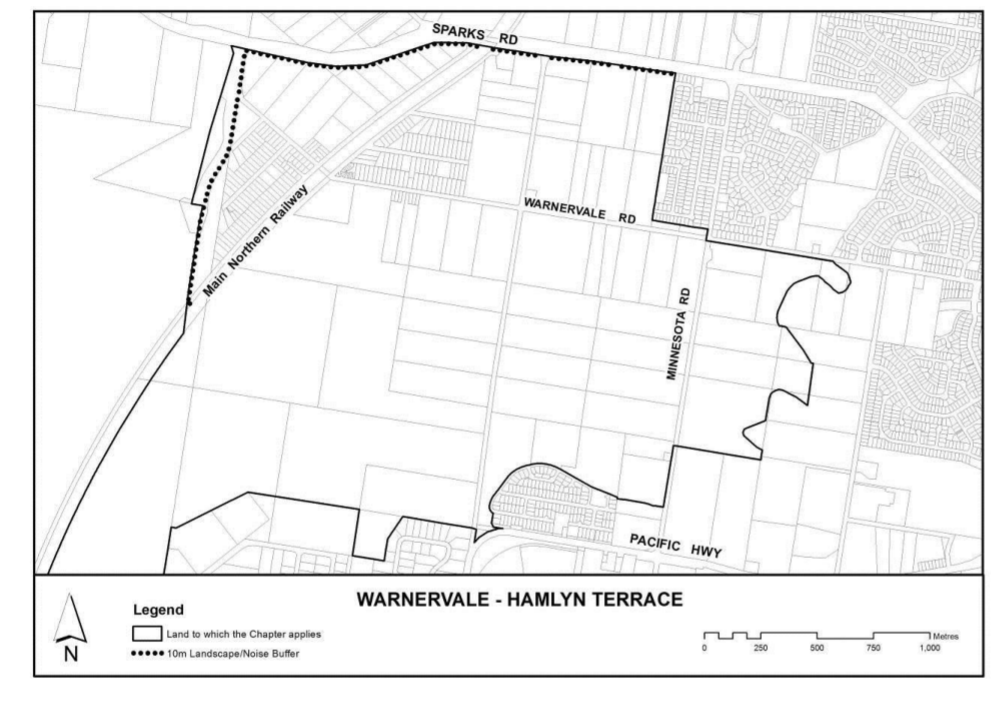 SPARKS RD
Main Northern Railway
WARNERVALE RD
MINNESOTA RD
PACIFIC HWY
WARNERVALE - HAMLYN TERRACE
N
Legend
Land to which the Chapter applies
10m Landscape/Noise Buffer
Metres
0 250 500 750 1,000